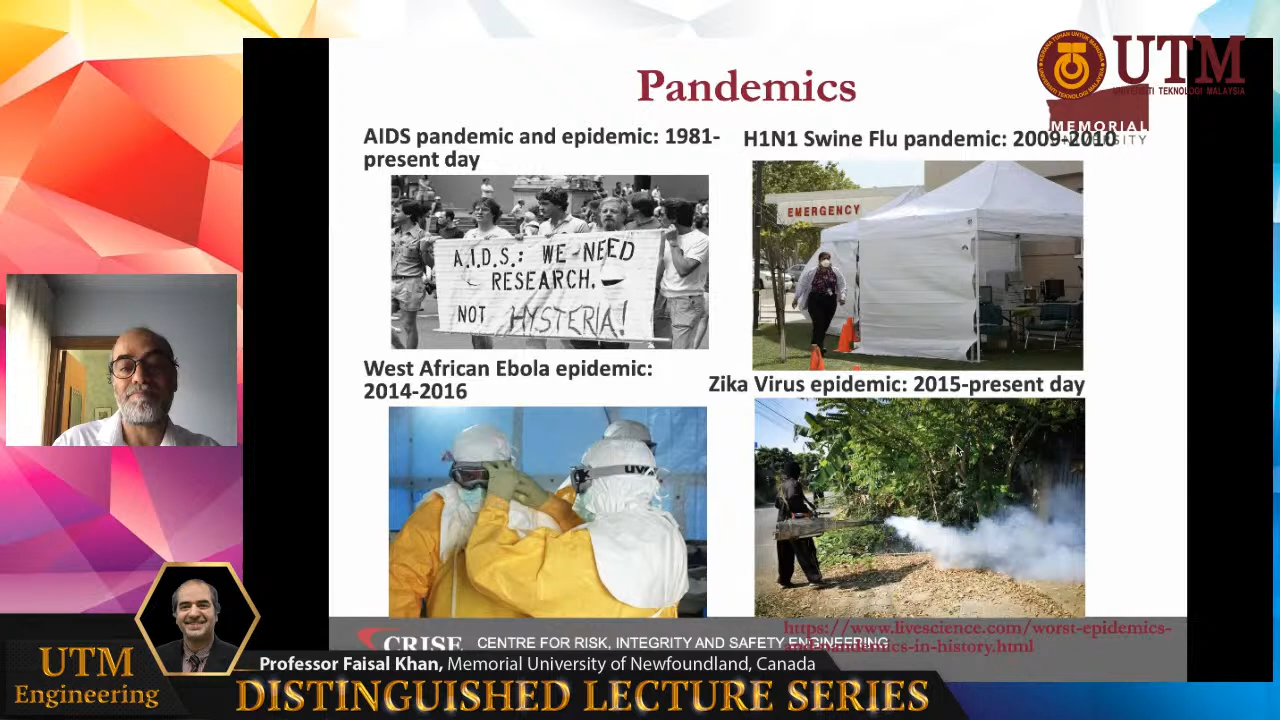 Pandemics
UTM
UNIVERSITI TEKNOLOGI MALAYSIA
MEMORIAL
UNIVERSITY
AIDS pandemic and epidemic: 1981-
present day
H1N1 Swine Flu pandemic: 2009-2010
A.I.D.S.: WE NEED
RESEARCH.
NOT HYSTERIA!
EMERGENCY
West African Ebola epidemic:
2014-2016
Zika Virus epidemic: 2015-present day
https://www.livescience.com/worst-epidemics-
and-pandemics-in-history.html
CRISE CENTRE FOR RISK, INTEGRITY AND SAFETY ENGINEERING
Professor Faisal Khan, Memorial University of Newfoundland, Canada
UTM
Engineering
DISTINGUISHED LECTURE SERIES